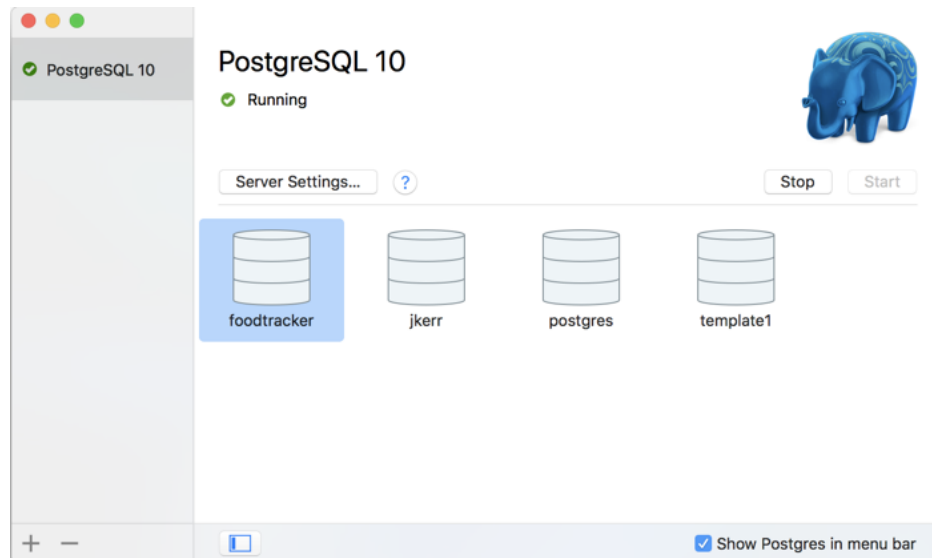 PostgreSQL 10
PostgreSQL 10
Running
Server Settings... ? Stop Start
foodtracker jkerr postgres template1
Show Postgres in menu bar